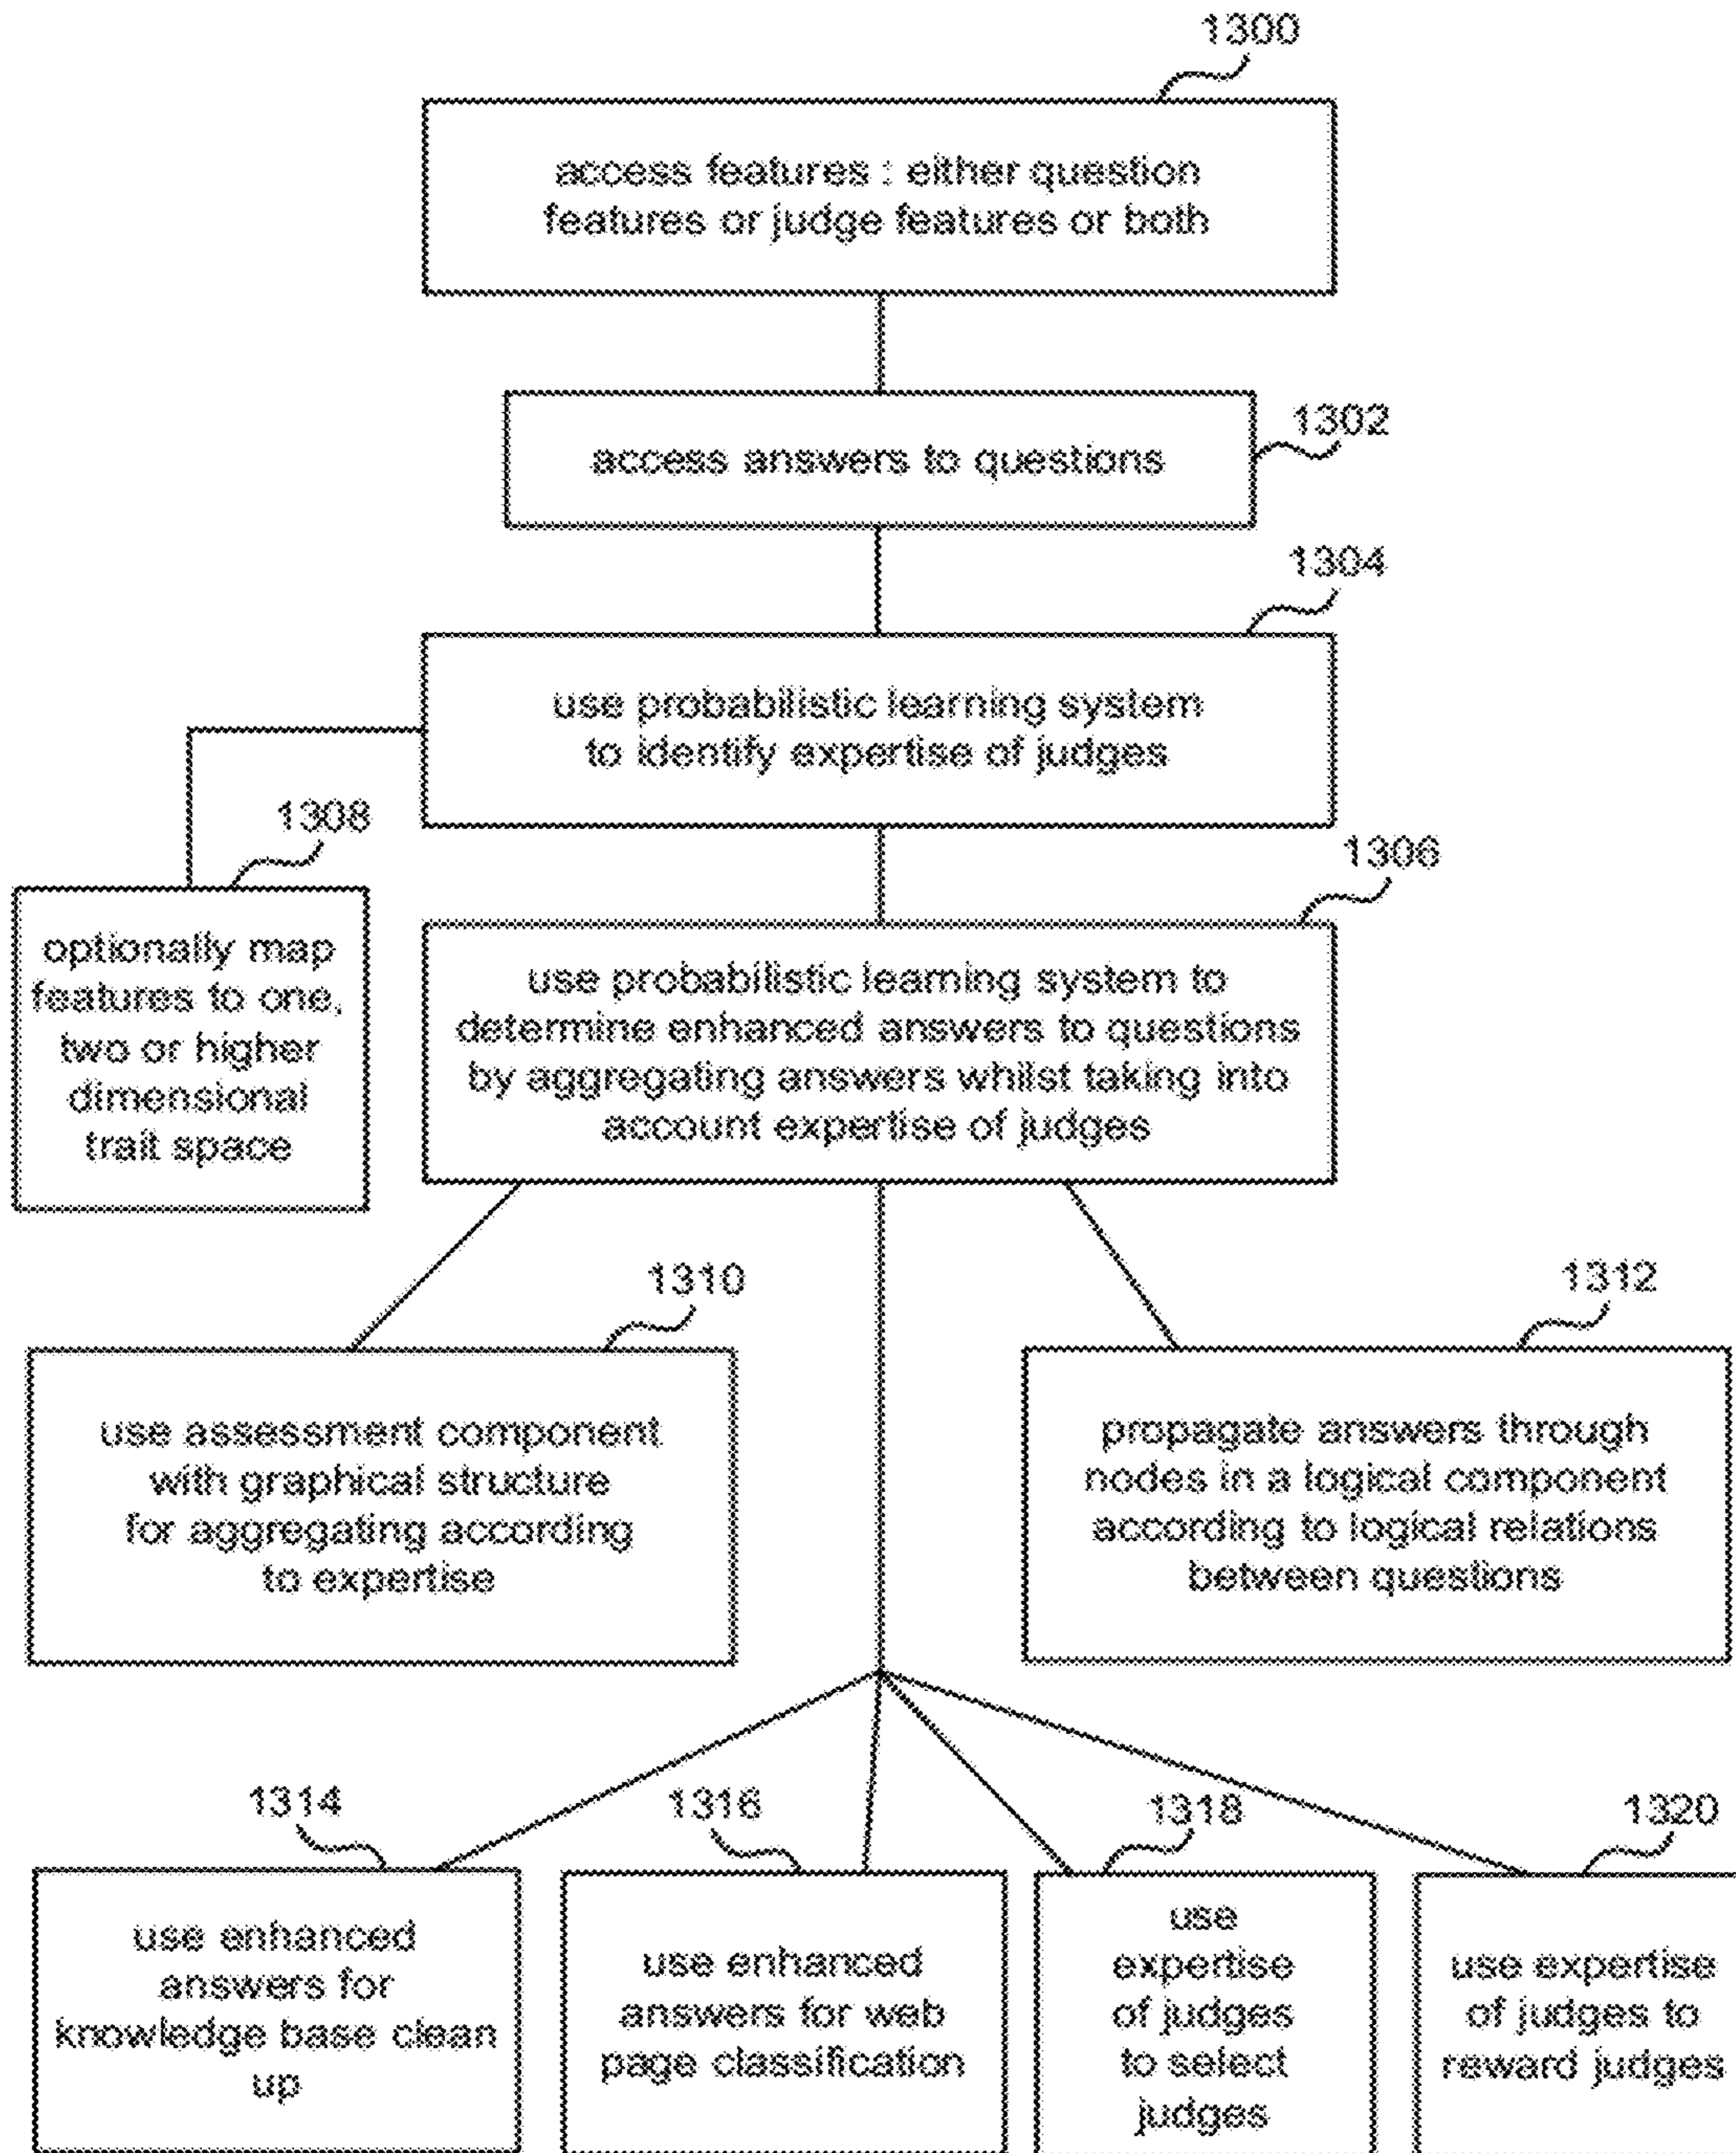 1300
access features : either question
features or judge features or both
1302
access answers to questions
1304
use probabilistic learning system
to identify expertise of judges
1308
optionally map
features to one,
two or higher
dimensional
trait space
1306
use probabilistic learning system to
determine enhanced answers to questions
by aggregating answers whilst taking into
account expertise of judges
1310
use assessment component
with graphical structure
for aggregating according
to expertise
1312
propagate answers through
nodes in a logical component
according to logical relations
between questions
1314
use enhanced
answers for
knowledge base clean
up
1316
use enhanced
answers for web
page classification
1318
use
expertise
of judges
to select
judges
1320
use expertise
of judges to
reward judges